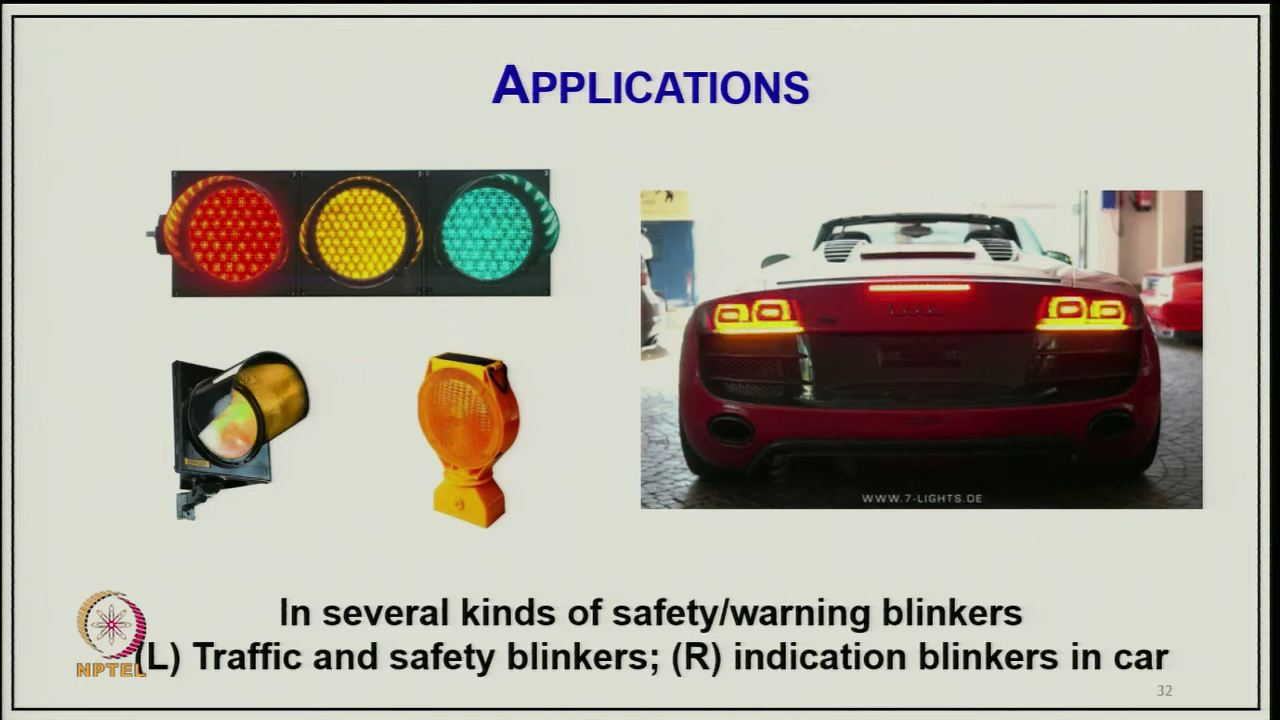 APPLICATIONS
WWW.7-LIGHTS.DE
In several kinds of safety/warning blinkers
(L) Traffic and safety blinkers; (R) indication blinkers in car
NPTEL
32